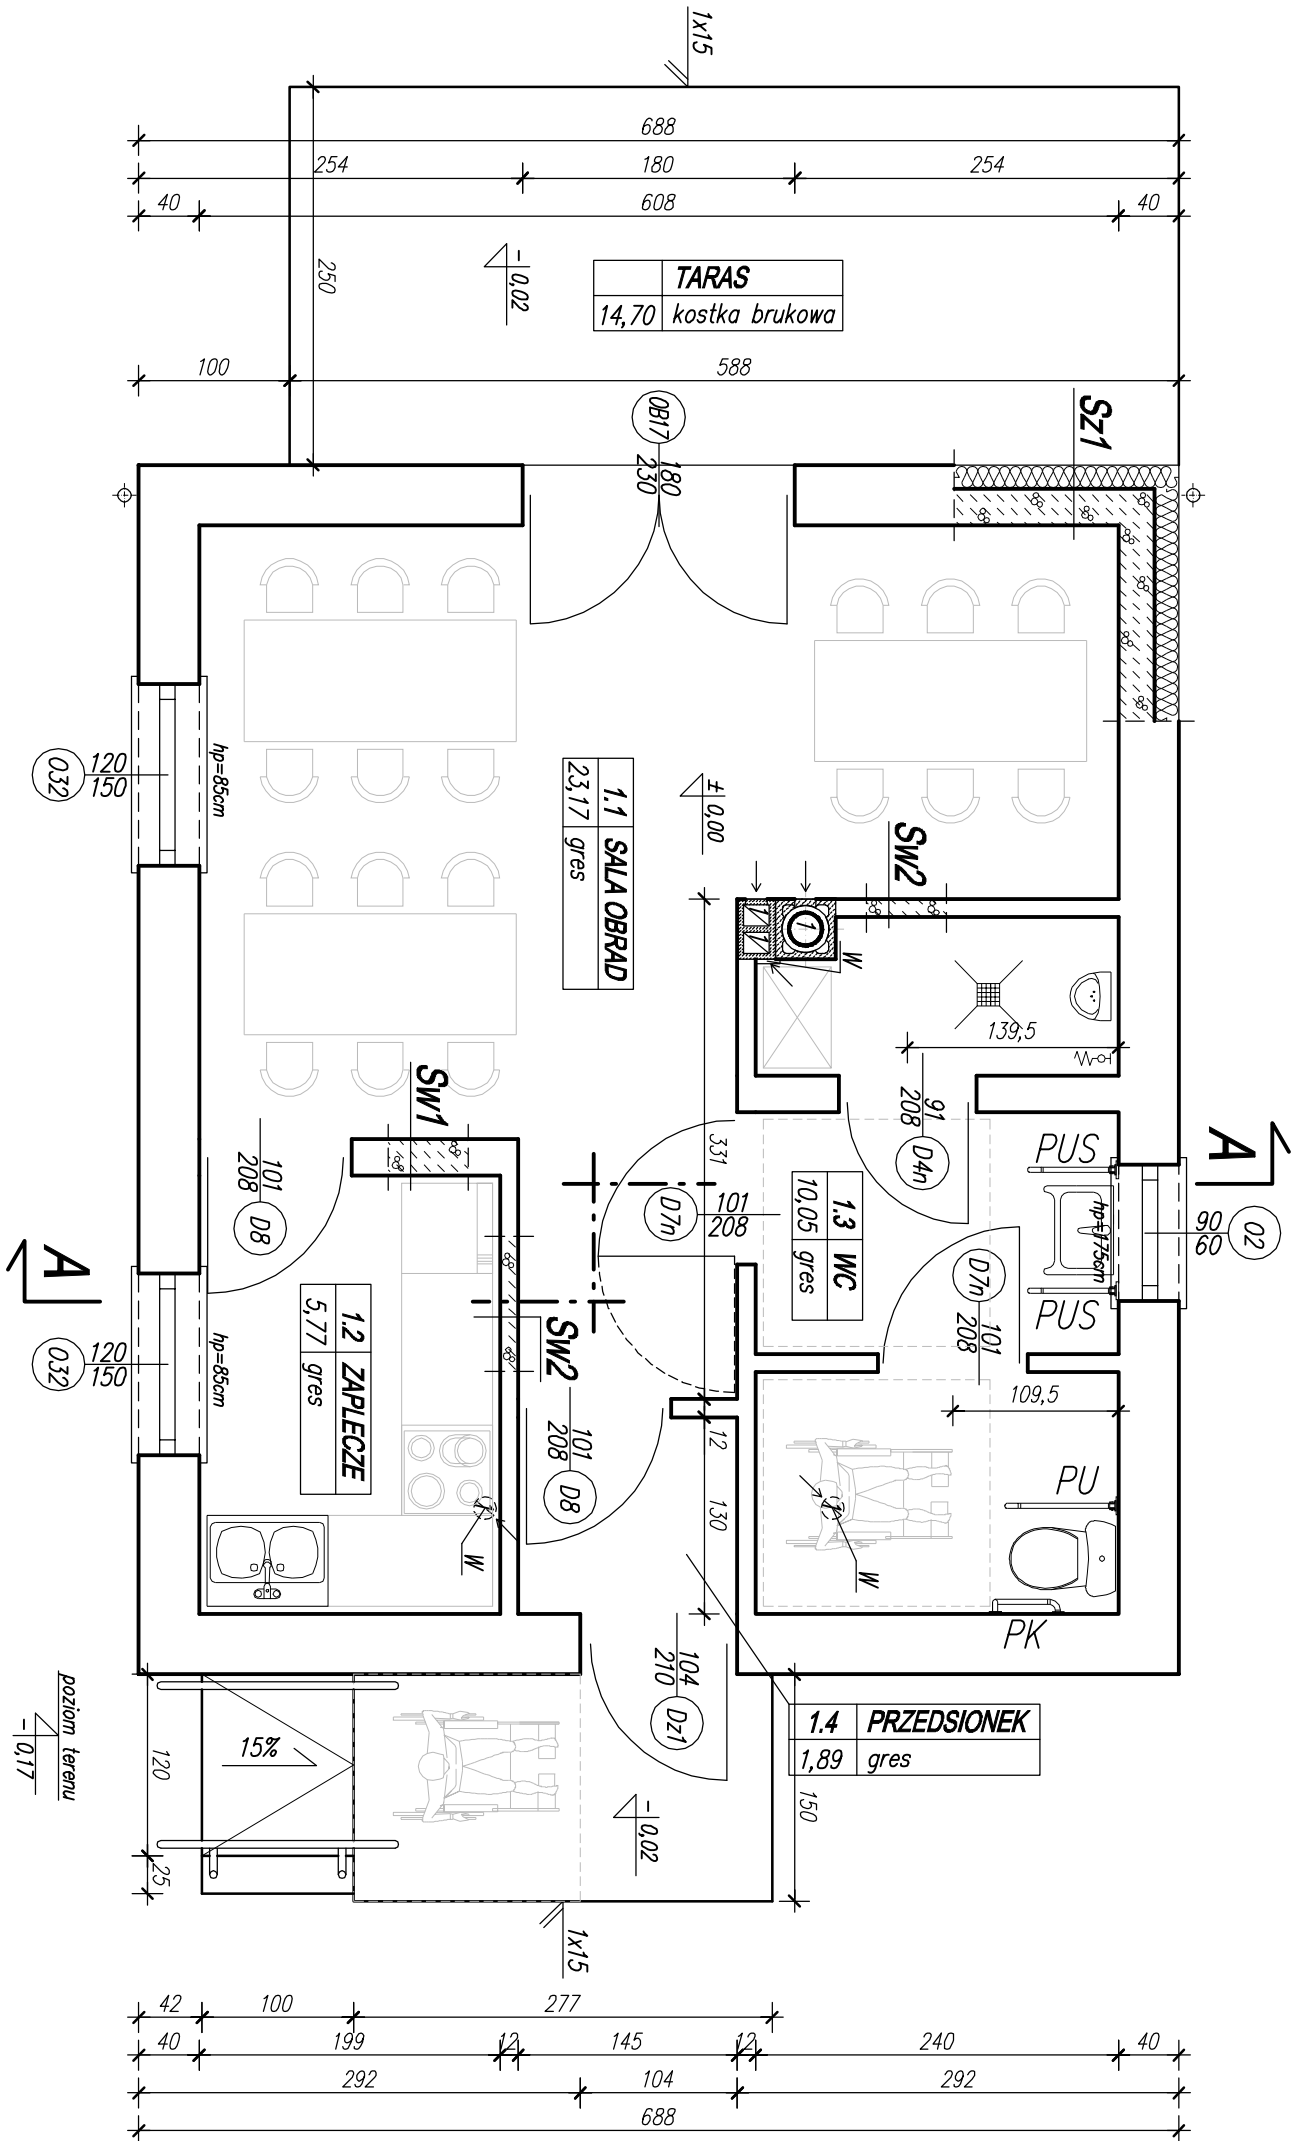 1x15
688
254
180
254
40
608
40
250
- 0,02
TARAS
14,70 kostka brukowa
100
588
Sz1
OB17
180
230
O32
120
150
hp=85cm
1.1 SALA OBRAD
23,17 gres
± 0,00
Sw2
1
W
139,5
Sw1
331
91
208
D4n
PUS
A
90
60
O2
hp=175cm
PUS
101
208
D8
D7n
101
208
1.3 WC
10,05 gres
D7n
101
208
A
O32
120
150
hp=85cm
1.2 ZAPLECZE
5,77 gres
Sw2
101
208
D8
12
130
109,5
PU
W
W
PK
104
210
Dz1
1.4 PRZEDSIONEK
1,89 gres
poziom terenu
- 0,17
120
25
15%
- 0,02
150
1x15
42
100
277
40
199
12
145
12
240
40
292
104
292
688